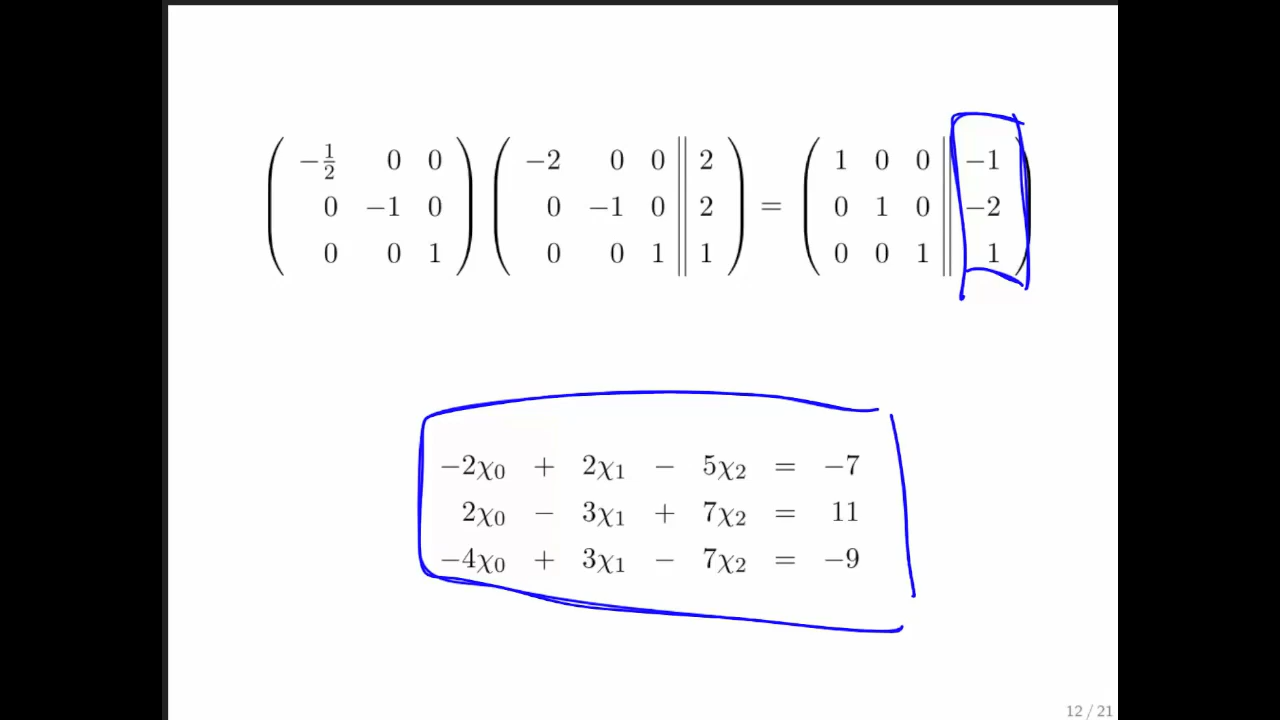 ( −1/2 0 0 ) ( −2 0 0 || 2 ) = ( 1 0 0 || −1 )
( 0 −1 0 ) ( 0 −1 0 || 2 ) = ( 0 1 0 || −2 )
( 0 0 1 ) ( 0 0 1 || 1 ) = ( 0 0 1 || 1 )
−2χ₀ + 2χ₁ − 5χ₂ = −7
2χ₀ − 3χ₁ + 7χ₂ = 11
−4χ₀ + 3χ₁ − 7χ₂ = −9
12 / 21